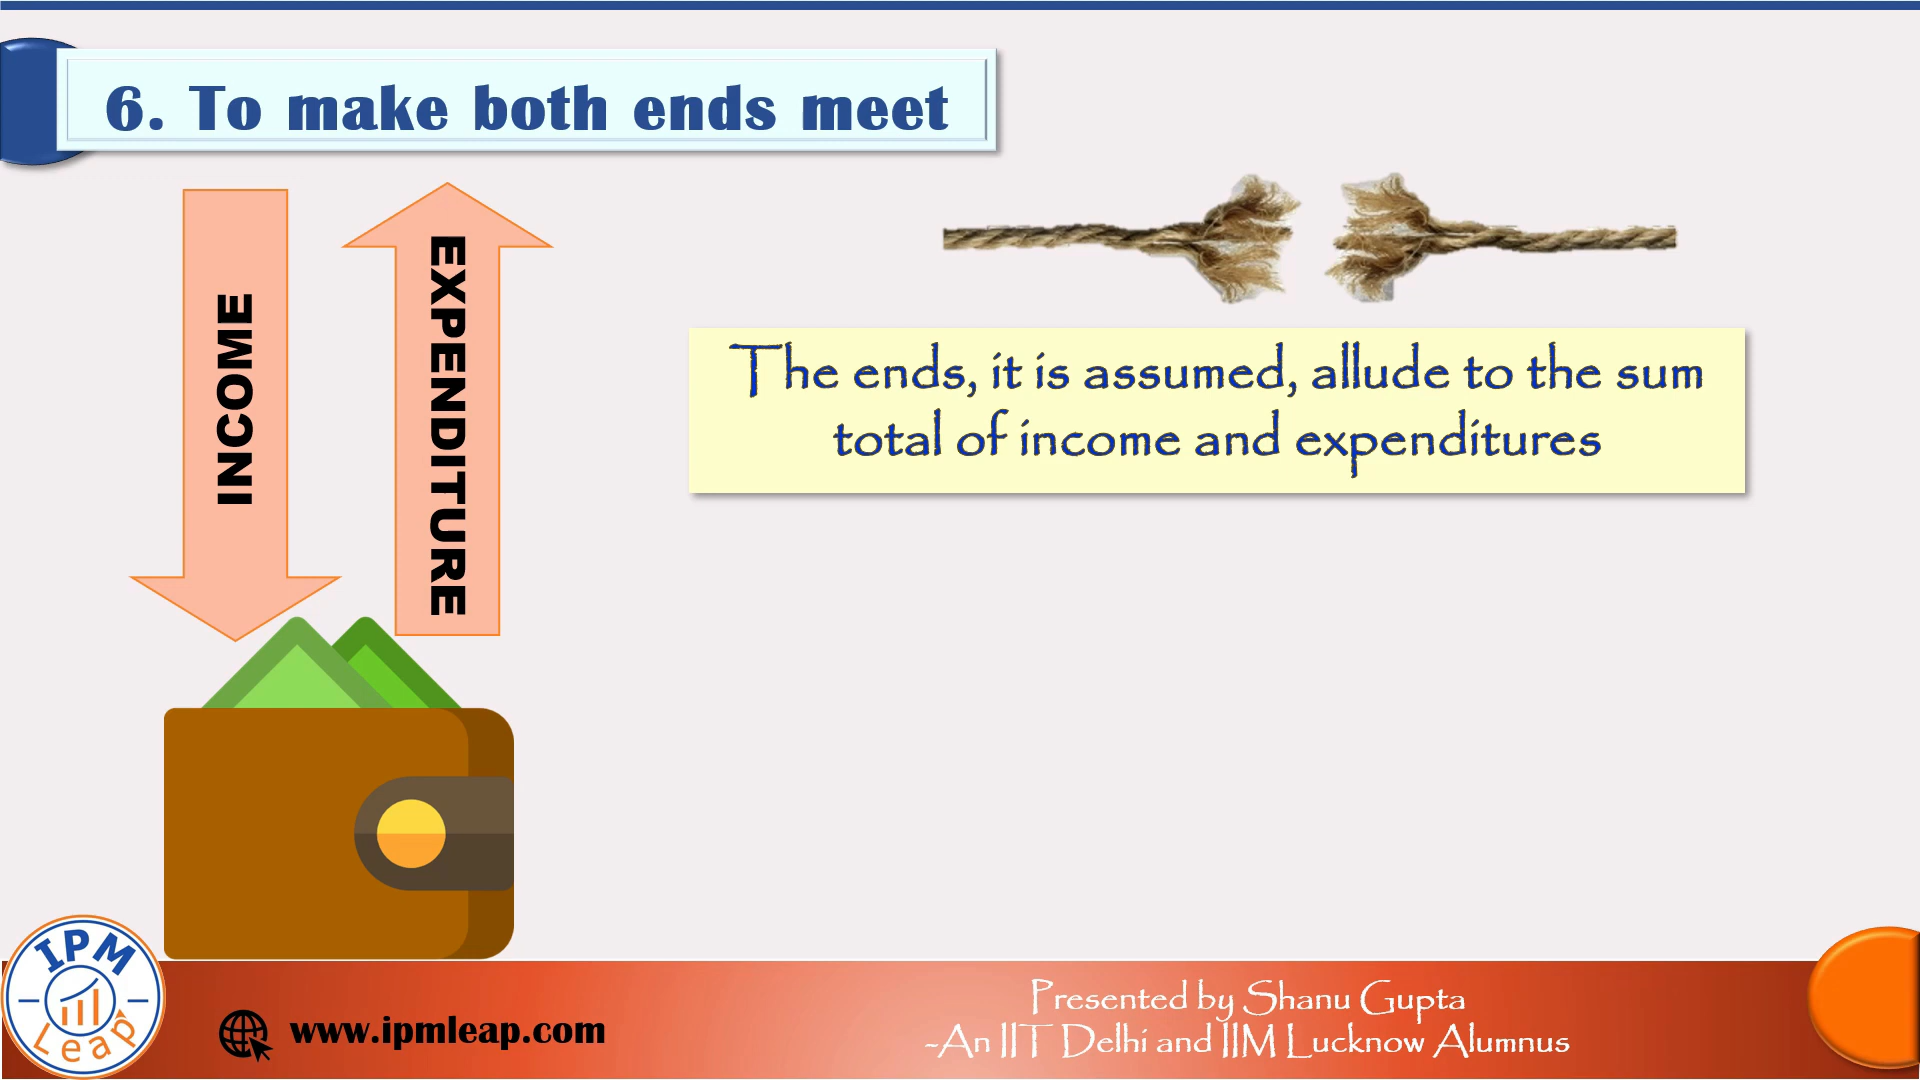 6. To make both ends meet
INCOME
EXPENDITURE
The ends, it is assumed, allude to the sum
total of income and expenditures
IPM
Leap
www.ipmleap.com
Presented by Shanu Gupta
-An IIT Delhi and IIM Lucknow Alumnus